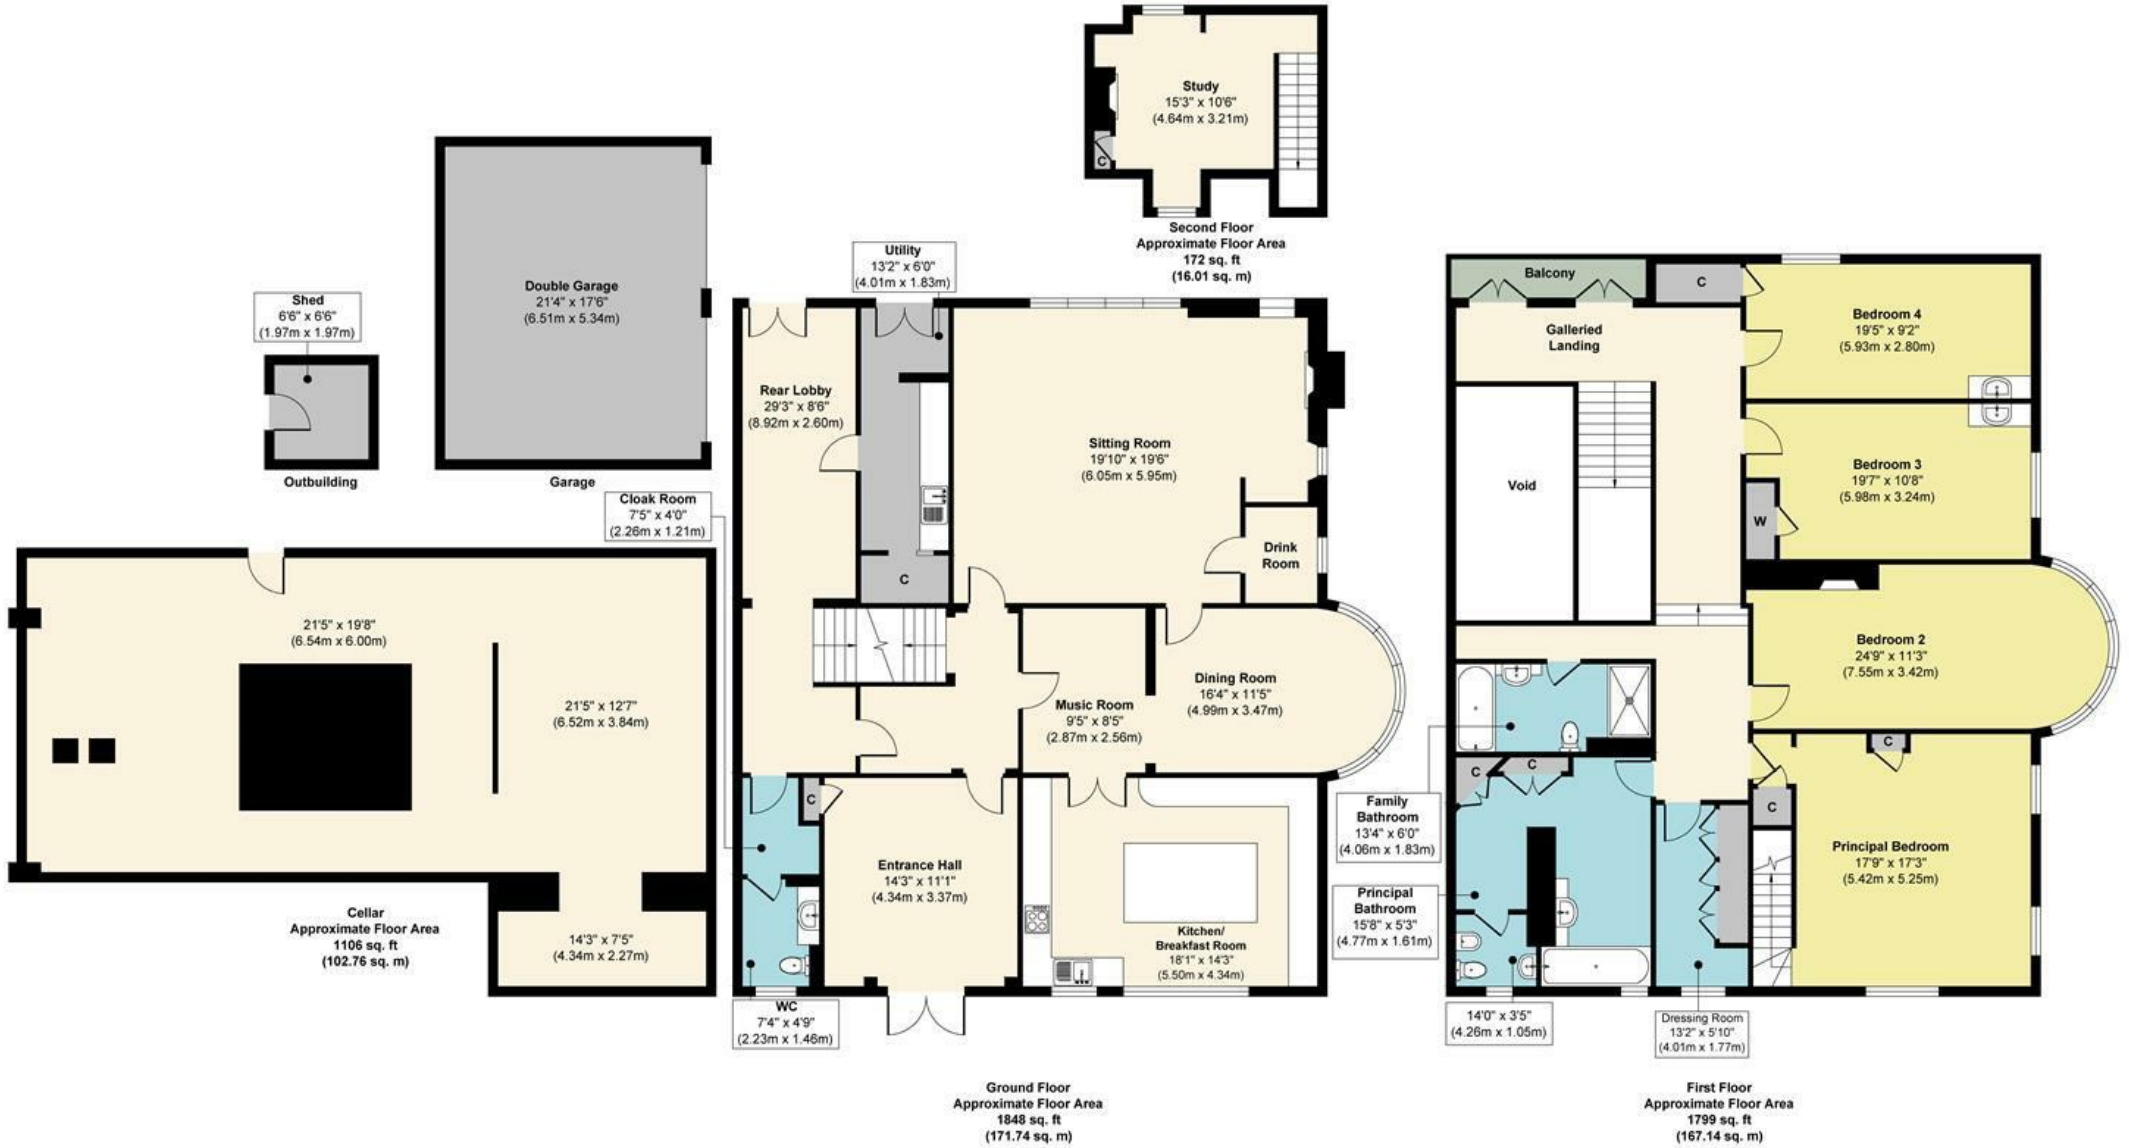 Study
15'3" x 10'6"
(4.64m x 3.21m)
C
Second Floor
Approximate Floor Area
172 sq. ft
(16.01 sq. m)
Shed
6'6" x 6'6"
(1.97m x 1.97m)
Outbuilding
Double Garage
21'4" x 17'6"
(6.51m x 5.34m)
Garage
21'5" x 19'8"
(6.54m x 6.00m)
21'5" x 12'7"
(6.52m x 3.84m)
14'3" x 7'5"
(4.34m x 2.27m)
Cellar
Approximate Floor Area
1106 sq. ft
(102.76 sq. m)
Utility
13'2" x 6'0"
(4.01m x 1.83m)
Rear Lobby
29'3" x 8'6"
(8.92m x 2.60m)
Sitting Room
19'10" x 19'6"
(6.05m x 5.95m)
Cloak Room
7'5" x 4'0"
(2.26m x 1.21m)
C
Drink
Room
Dining Room
16'4" x 11'5"
(4.99m x 3.47m)
Music Room
9'5" x 8'5"
(2.87m x 2.56m)
C
Entrance Hall
14'3" x 11'1"
(4.34m x 3.37m)
Kitchen/
Breakfast Room
18'1" x 14'3"
(5.50m x 4.34m)
WC
7'4" x 4'9"
(2.23m x 1.46m)
Ground Floor
Approximate Floor Area
1848 sq. ft
(171.74 sq. m)
Balcony
C
Galleried
Landing
Bedroom 4
19'5" x 9'2"
(5.93m x 2.80m)
Void
Bedroom 3
19'7" x 10'8"
(5.98m x 3.24m)
W
Bedroom 2
24'9" x 11'3"
(7.55m x 3.42m)
C
C
C
C
Family
Bathroom
13'4" x 6'0"
(4.06m x 1.83m)
Principal Bedroom
17'9" x 17'3"
(5.42m x 5.25m)
Principal
Bathroom
15'8" x 5'3"
(4.77m x 1.61m)
14'0" x 3'5"
(4.26m x 1.05m)
Dressing Room
13'2" x 5'10"
(4.01m x 1.77m)
First Floor
Approximate Floor Area
1799 sq. ft
(167.14 sq. m)